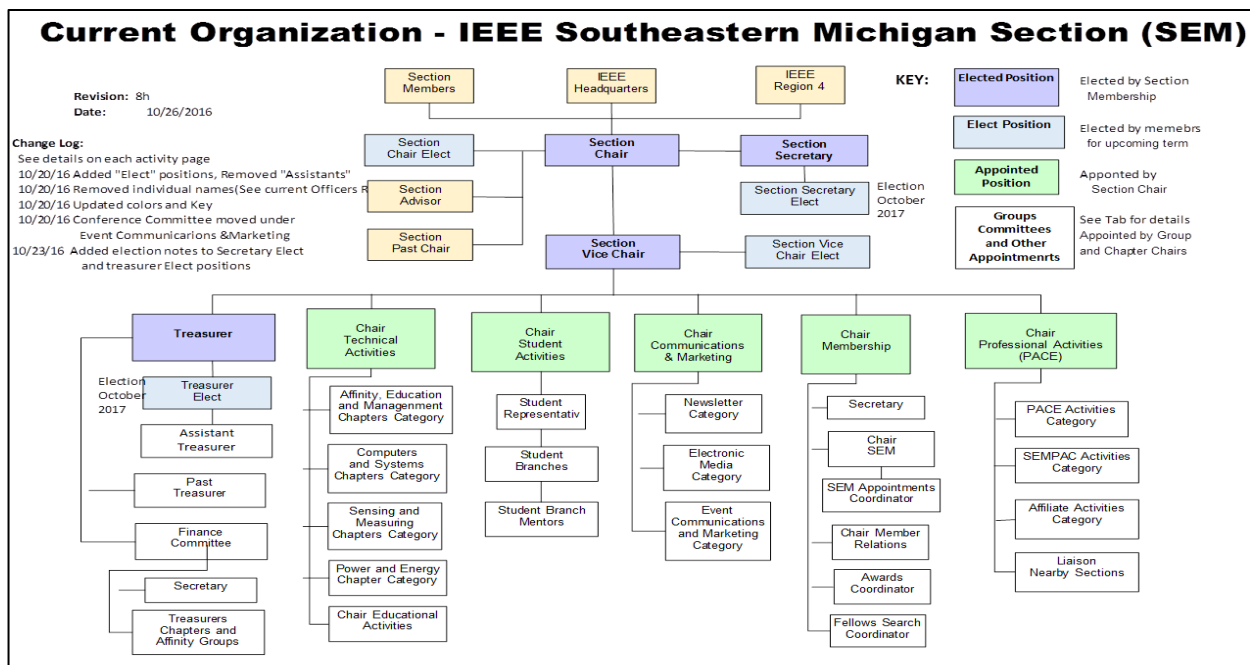 Current Organization - IEEE Southeastern Michigan Section (SEM)
Revision: 8h
Date: 10/26/2016
Change Log:
See details on each activity page
10/20/16 Added "Elect" positions, Removed "Assistants"
10/20/16 Removed individual names(See current Officers R
10/20/16 Updated colors and Key
10/20/16 Conference Committee moved under
Event Communicarions &Marketing
10/23/16 Added election notes to Secretary Elect
and treasurer Elect positions
Section
Members
IEEE
Headquarters
IEEE
Region 4
KEY:
Elected Position
Elected by Section
Membership
Elect Position
Elected by memebrs
for upcoming term
Appointed
Position
Apponted by
Section Chair
Groups
Committees
and Other
Appointmenrts
See Tab for details
Appointed by Group
and Chapter Chairs
Section
Chair Elect
Section
Chair
Section
Secretary
Section
Advisor
Section Secretary
Elect
Election
October
2017
Section
Past Chair
Section
Vice Chair
Section Vice
Chair Elect
Treasurer
Election
October
2017
Treasurer
Elect
Assistant
Treasurer
Past
Treasurer
Finance
Committee
Secretary
Treasurers
Chapters and
Affinity Groups
Chair
Technical
Activities
Affinity, Education
and Managenment
Chapters Category
Computers
and Systems
Chapters Category
Sensing and
Measuring
Chapters Category
Power and Energy
Chapter Category
Chair Educational
Activities
Chair
Student
Activities
Student
Representativ
Student
Branches
Student Branch
Mentors
Chair
Communications
& Marketing
Newsletter
Category
Electronic
Media
Category
Event
Communications
and Marketing
Category
Chair
Membership
Secretary
Chair
SEM
SEM Appointments
Coordinator
Chair Member
Relations
Awards
Coordinator
Fellows Search
Coordinator
Chair
Professional Activities
(PACE)
PACE Activities
Category
SEMPAC Activities
Category
Affiliate Activities
Category
Liaison
Nearby Sections